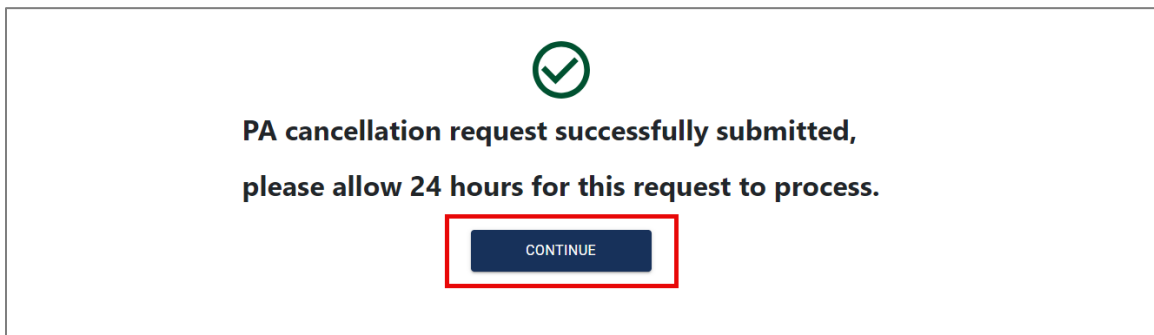 PA cancellation request successfully submitted,
please allow 24 hours for this request to process.
CONTINUE